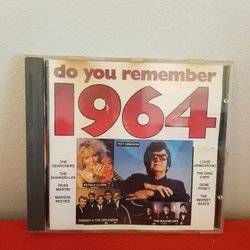 do you remember
1964
ROY ORBISON
THE SEARCHERS
THE SHANGRI-LAS
DEAN MARTIN
MARTHA REEVES
PETULA CLARK
LOUIS ARMSTRONG
THE DIXIE CUPS
GENE PITNEY
THE MERSEY BEATS
FREDDY & THE DREAMERS
THE BACHELORS